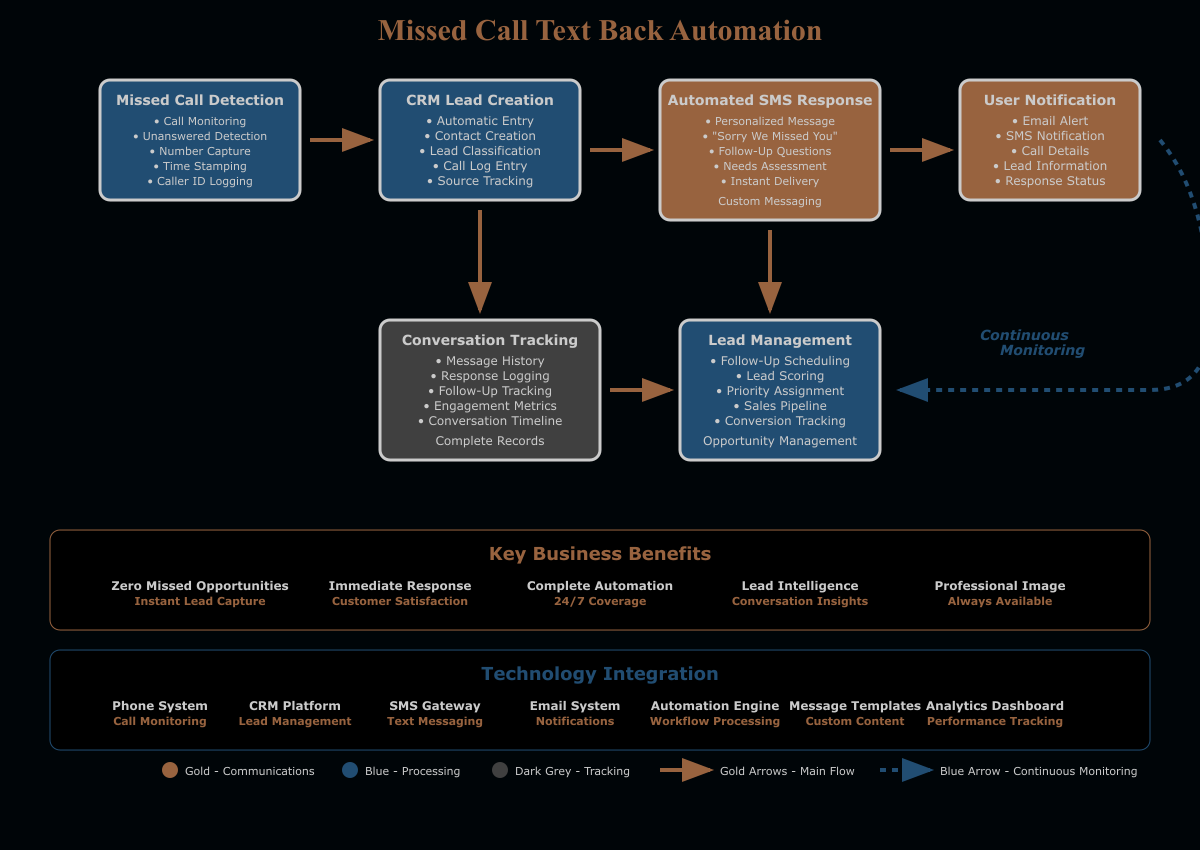 Missed Call Text Back Automation
Missed Call Detection
• Call Monitoring
• Unanswered Detection
• Number Capture
• Time Stamping
• Caller ID Logging
CRM Lead Creation
• Automatic Entry
• Contact Creation
• Lead Classification
• Call Log Entry
• Source Tracking
Automated SMS Response
• Personalized Message
• "Sorry We Missed You"
• Follow-Up Questions
• Needs Assessment
• Instant Delivery
Custom Messaging
User Notification
• Email Alert
• SMS Notification
• Call Details
• Lead Information
• Response Status
Conversation Tracking
• Message History
• Response Logging
• Follow-Up Tracking
• Engagement Metrics
• Conversation Timeline
Complete Records
Lead Management
• Follow-Up Scheduling
• Lead Scoring
• Priority Assignment
• Sales Pipeline
• Conversion Tracking
Opportunity Management
Continuous
Monitoring
Key Business Benefits
Zero Missed Opportunities
Instant Lead Capture
Immediate Response
Customer Satisfaction
Complete Automation
24/7 Coverage
Lead Intelligence
Conversation Insights
Professional Image
Always Available
Technology Integration
Phone System
Call Monitoring
CRM Platform
Lead Management
SMS Gateway
Text Messaging
Email System
Notifications
Automation Engine
Workflow Processing
Message Templates
Custom Content
Analytics Dashboard
Performance Tracking
Gold - Communications
Blue - Processing
Dark Grey - Tracking
Gold Arrows - Main Flow
Blue Arrow - Continuous Monitoring